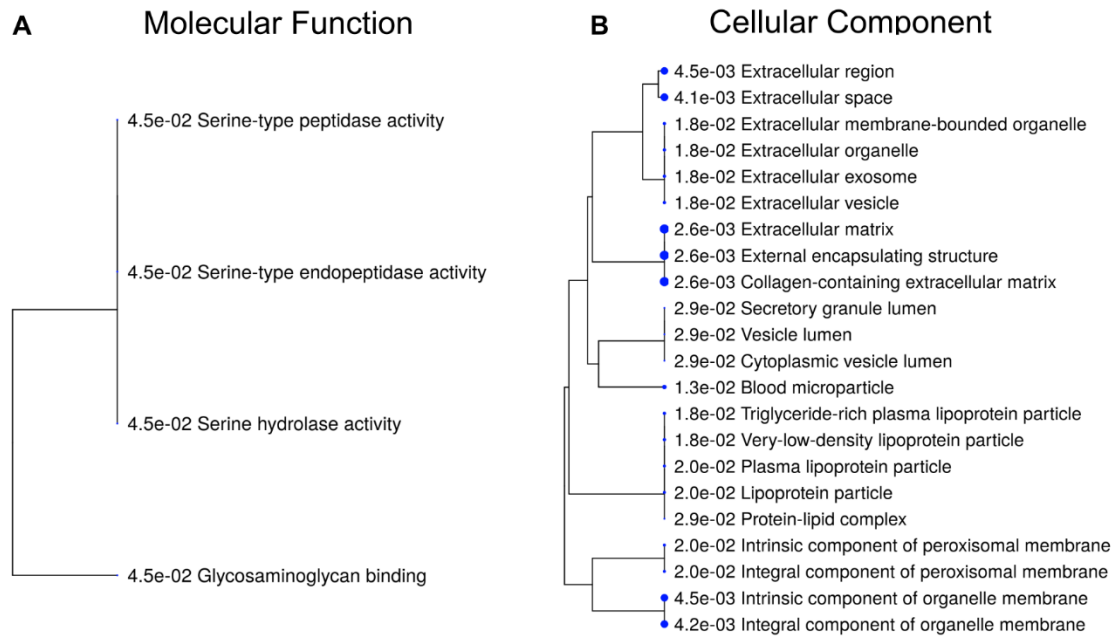 A Molecular Function
4.5e-02 Serine-type peptidase activity
4.5e-02 Serine-type endopeptidase activity
4.5e-02 Serine hydrolase activity
4.5e-02 Glycosaminoglycan binding
B Cellular Component
4.5e-03 Extracellular region
4.1e-03 Extracellular space
1.8e-02 Extracellular membrane-bounded organelle
1.8e-02 Extracellular organelle
1.8e-02 Extracellular exosome
1.8e-02 Extracellular vesicle
2.6e-03 Extracellular matrix
2.6e-03 External encapsulating structure
2.6e-03 Collagen-containing extracellular matrix
2.9e-02 Secretory granule lumen
2.9e-02 Vesicle lumen
2.9e-02 Cytoplasmic vesicle lumen
1.3e-02 Blood microparticle
1.8e-02 Triglyceride-rich plasma lipoprotein particle
1.8e-02 Very-low-density lipoprotein particle
2.0e-02 Plasma lipoprotein particle
2.0e-02 Lipoprotein particle
2.9e-02 Protein-lipid complex
2.0e-02 Intrinsic component of peroxisomal membrane
2.0e-02 Integral component of peroxisomal membrane
4.5e-03 Intrinsic component of organelle membrane
4.2e-03 Integral component of organelle membrane